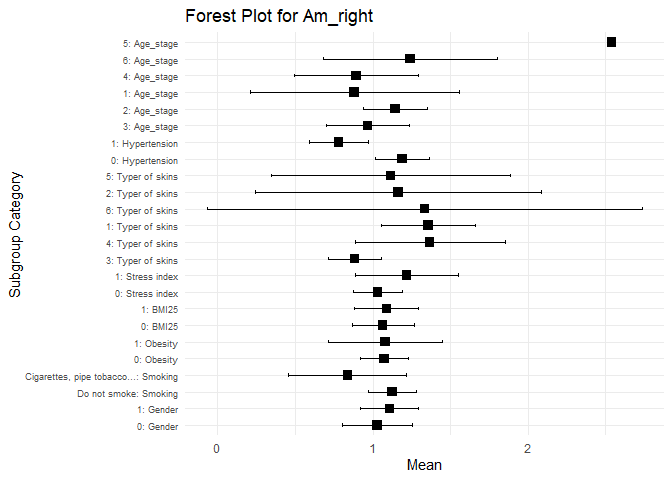 Forest Plot for Am_right
5: Age_stage
6: Age_stage
4: Age_stage
1: Age_stage
2: Age_stage
3: Age_stage
1: Hypertension
0: Hypertension
5: Typer of skins
2: Typer of skins
6: Typer of skins
1: Typer of skins
4: Typer of skins
3: Typer of skins
1: Stress index
0: Stress index
1: BMI25
0: BMI25
1: Obesity
0: Obesity
Cigarettes, pipe tobacco...: Smoking
Do not smoke: Smoking
1: Gender
0: Gender
Subgroup Category
0 1 2
Mean